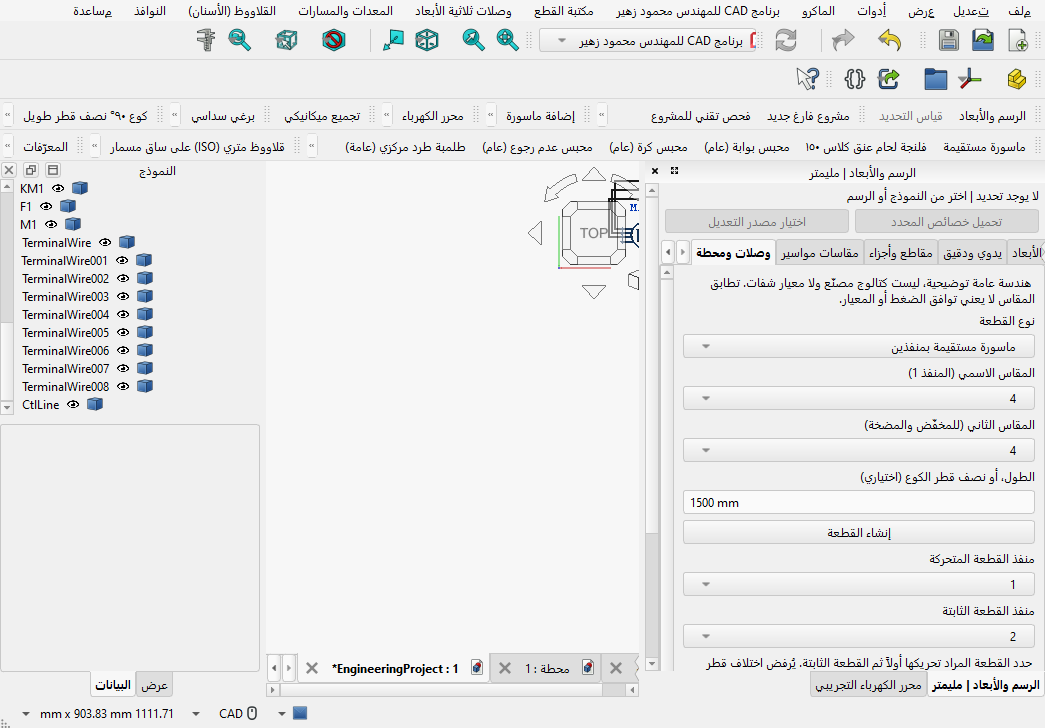 ملف تعديل عرض أدوات الماكرو برنامج CAD للمهندس محمود زهير مكتبة القطع وصلات ثلاثية الأبعاد المعدات والمسارات القلاووظ (الأسنان) النوافذ مساعدة
برنامج CAD للمهندس محمود زهير
الرسم والأبعاد قياس التحديد مشروع فارغ جديد فحص تقني للمشروع « إضافة ماسورة « محرر الكهرباء « تجميع ميكانيكي برغي سداسي « كوع ٩٠° نصف قطر طويل «
ماسورة مستقيمة فلنجة لحام عنق كلاس ١٥٠ محبس بوابة (عام) محبس كرة (عام) محبس عدم رجوع (عام) طلمبة طرد مركزي (عامة) « قلاووظ متري (ISO) على ساق مسمار « المعرّفات «
النموذج
KM1
F1
M1
TerminalWire
TerminalWire001
TerminalWire002
TerminalWire003
TerminalWire004
TerminalWire005
TerminalWire006
TerminalWire007
TerminalWire008
CtlLine
البيانات عرض
TOP
M.
*EngineeringProject : 1
محطة : 1
الرسم والأبعاد | مليمتر
لا يوجد تحديد | اختر من النموذج أو الرسم
تحميل خصائص المحدد
اختيار مصدر التعديل
الأبعاد يدوي ودقيق مقاطع وأجزاء مقاسات مواسير وصلات ومحطة
هندسة عامة توضيحية، ليست كتالوج مصنّع ولا معيار شفات. تطابق
المقاس لا يعني توافق الضغط أو المعيار.
نوع القطعة
ماسورة مستقيمة بمنفذين
المقاس الاسمي (المنفذ 1)
4
المقاس الثاني (للمخفّض والمضخة)
4
الطول، أو نصف قطر الكوع (اختياري)
1500 mm
إنشاء القطعة
منفذ القطعة المتحركة
1
منفذ القطعة الثابتة
2
حدد القطعة المراد تحريكها أولاً ثم القطعة الثابتة. يُرفض اختلاف قطر
الرسم والأبعاد | مليمتر
محرر الكهرباء التجريبي
mm x 903.83 mm 1111.71
CAD